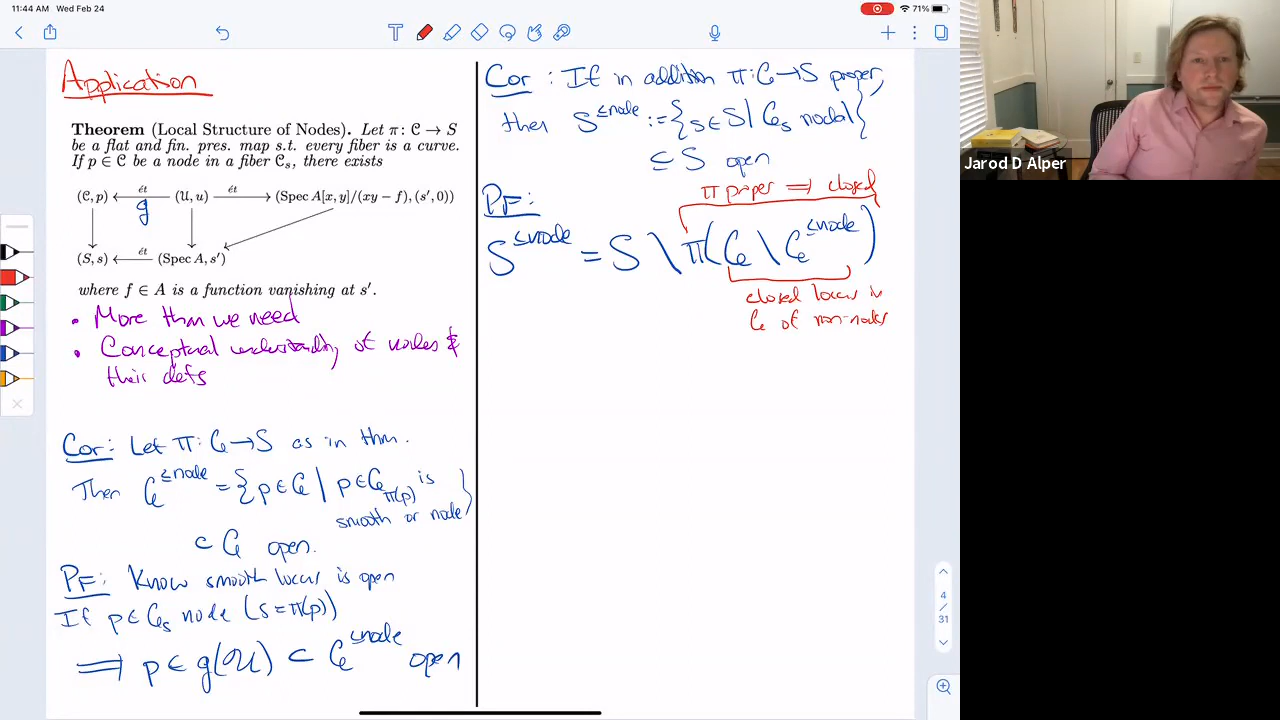 11:44 AM Wed Feb 24
71%
Application
Theorem (Local Structure of Nodes). Let π: C → S
be a flat and fin. pres. map s.t. every fiber is a curve.
If p ∈ C be a node in a fiber C_s, there exists
(C, p) ←ét (U, u) ét→ (Spec A[x, y]/(xy − f), (s′, 0))
g
(S, s) ←ét (Spec A, s′)
where f ∈ A is a function vanishing at s′.
• More than we need
• Conceptual understanding of nodes &
their defs
Cor: Let π: C → S as in thm.
Then C^{≤node} = {p ∈ C | p ∈ C_{π(p)} is
smooth or node}
⊂ C open.
PF: Know smooth locus is open
If p ∈ C_s node (s = π(p))
⟹ p ∈ g(U) ⊂ C^{≤node} open
Cor: If in addition π: C → S proper,
then S^{≤node} := {s ∈ S | C_s nodal}
⊆ S open
π proper ⟹ closed
PF:
S^{≤node} = S \ π(C \ C^{≤node})
closed locus in
C of non-nodes
Jarod D Alper
4
/
31